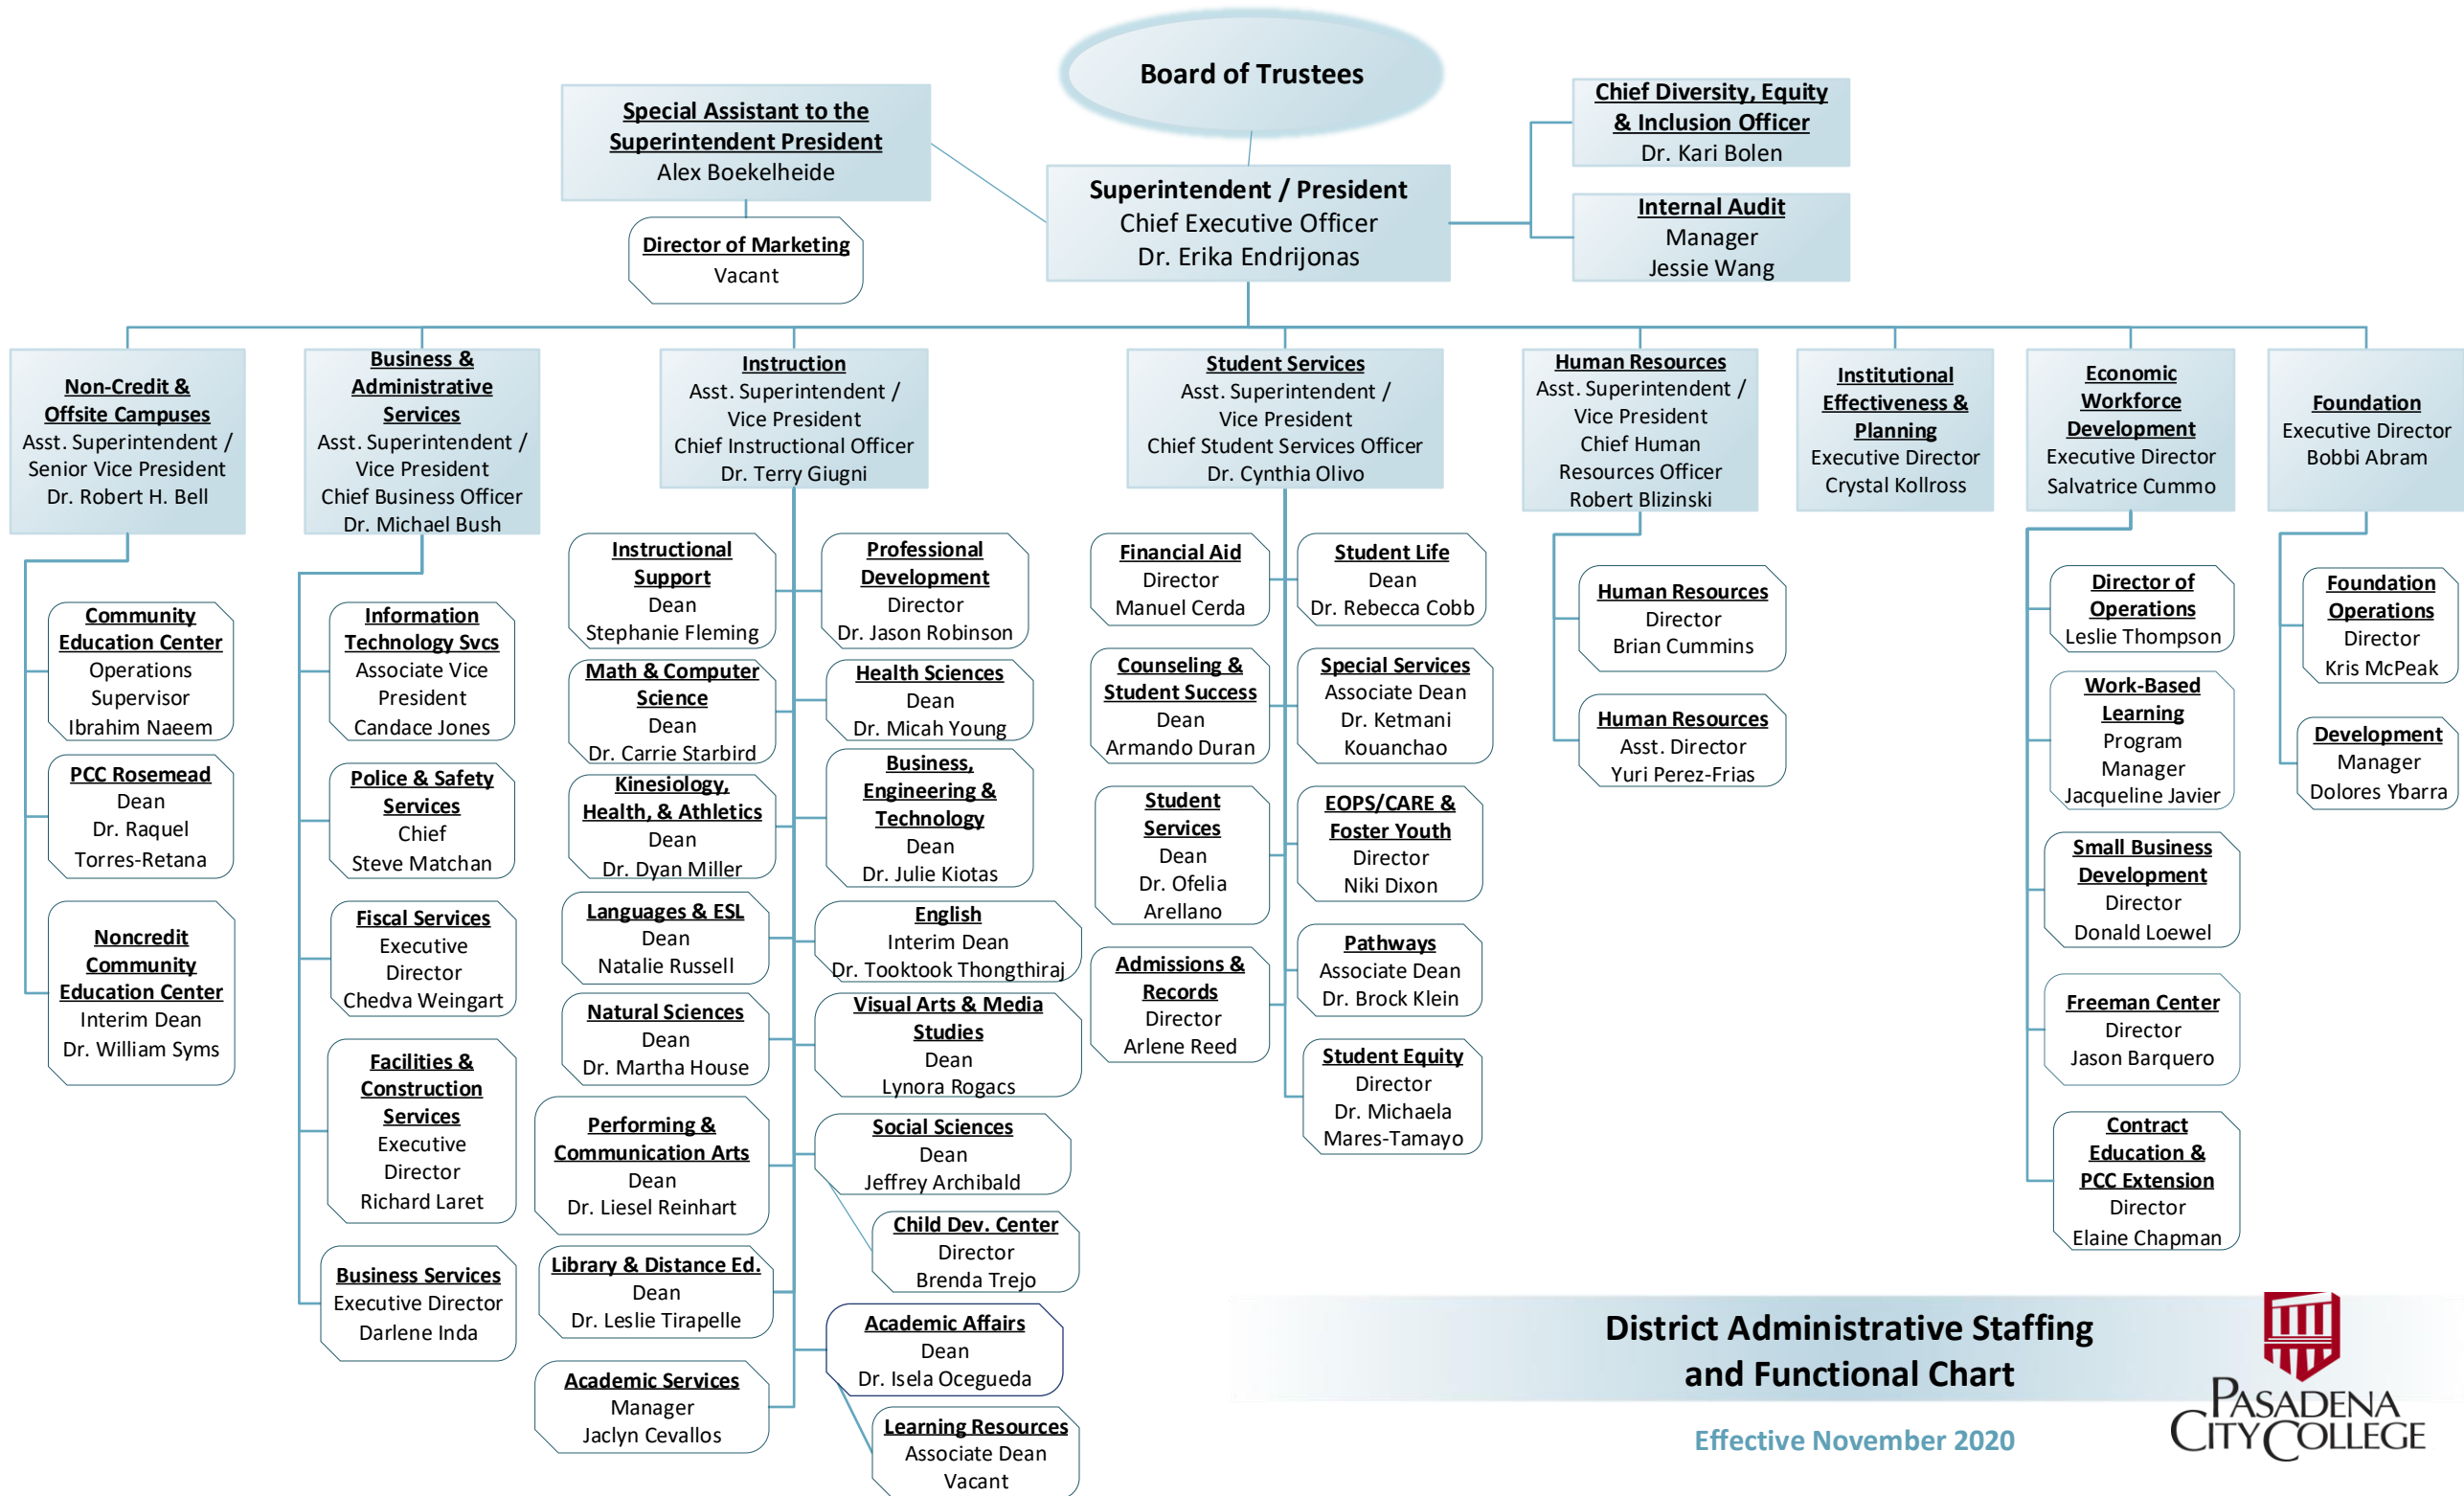 Board of Trustees
Special Assistant to the
Superintendent President
Alex Boekelheide
Director of Marketing
Vacant
Superintendent / President
Chief Executive Officer
Dr. Erika Endrijonas
Chief Diversity, Equity
& Inclusion Officer
Dr. Kari Bolen
Internal Audit
Manager
Jessie Wang
Non-Credit &
Offsite Campuses
Asst. Superintendent /
Senior Vice President
Dr. Robert H. Bell
Community
Education Center
Operations
Supervisor
Ibrahim Naeem
PCC Rosemead
Dean
Dr. Raquel
Torres-Retana
Noncredit
Community
Education Center
Interim Dean
Dr. William Syms
Business &
Administrative
Services
Asst. Superintendent /
Vice President
Chief Business Officer
Dr. Michael Bush
Information
Technology Svcs
Associate Vice
President
Candace Jones
Police & Safety
Services
Chief
Steve Matchan
Fiscal Services
Executive
Director
Chedva Weingart
Facilities &
Construction
Services
Executive
Director
Richard Laret
Business Services
Executive Director
Darlene Inda
Instruction
Asst. Superintendent /
Vice President
Chief Instructional Officer
Dr. Terry Giugni
Instructional
Support
Dean
Stephanie Fleming
Math & Computer
Science
Dean
Dr. Carrie Starbird
Kinesiology,
Health, & Athletics
Dean
Dr. Dyan Miller
Languages & ESL
Dean
Natalie Russell
Natural Sciences
Dean
Dr. Martha House
Performing &
Communication Arts
Dean
Dr. Liesel Reinhart
Library & Distance Ed.
Dean
Dr. Leslie Tirapelle
Academic Services
Manager
Jaclyn Cevallos
Professional
Development
Director
Dr. Jason Robinson
Health Sciences
Dean
Dr. Micah Young
Business,
Engineering &
Technology
Dean
Dr. Julie Kiotas
English
Interim Dean
Dr. Tooktook Thongthiraj
Visual Arts & Media
Studies
Dean
Lynora Rogacs
Social Sciences
Dean
Jeffrey Archibald
Child Dev. Center
Director
Brenda Trejo
Academic Affairs
Dean
Dr. Isela Ocegueda
Learning Resources
Associate Dean
Vacant
Student Services
Asst. Superintendent /
Vice President
Chief Student Services Officer
Dr. Cynthia Olivo
Financial Aid
Director
Manuel Cerda
Counseling &
Student Success
Dean
Armando Duran
Student
Services
Dean
Dr. Ofelia
Arellano
Admissions &
Records
Director
Arlene Reed
Student Life
Dean
Dr. Rebecca Cobb
Special Services
Associate Dean
Dr. Ketmani
Kouanchao
EOPS/CARE &
Foster Youth
Director
Niki Dixon
Pathways
Associate Dean
Dr. Brock Klein
Student Equity
Director
Dr. Michaela
Mares-Tamayo
Human Resources
Asst. Superintendent /
Vice President
Chief Human
Resources Officer
Robert Blizinski
Human Resources
Director
Brian Cummins
Human Resources
Asst. Director
Yuri Perez-Frias
Institutional
Effectiveness &
Planning
Executive Director
Crystal Kollross
Economic
Workforce
Development
Executive Director
Salvatrice Cummo
Director of
Operations
Leslie Thompson
Work-Based
Learning
Program
Manager
Jacqueline Javier
Small Business
Development
Director
Donald Loewel
Freeman Center
Director
Jason Barquero
Contract
Education &
PCC Extension
Director
Elaine Chapman
Foundation
Executive Director
Bobbi Abram
Foundation
Operations
Director
Kris McPeak
Development
Manager
Dolores Ybarra
District Administrative Staffing
and Functional Chart
Effective November 2020
PASADENA
CITY COLLEGE